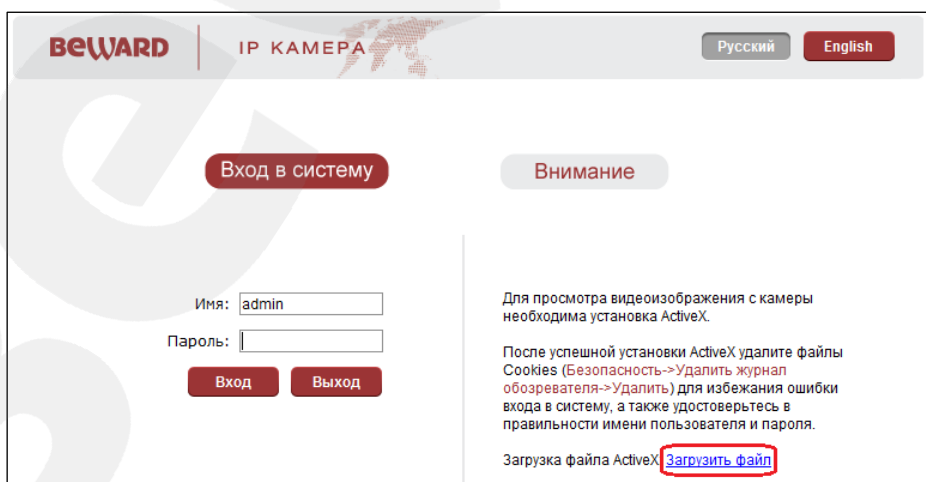 BEWARD
IP КАМЕРА
Русский
English
Вход в систему
Имя: admin
Пароль:
Вход
Выход
Внимание
Для просмотра видеоизображения с камеры
необходима установка ActiveX.
После успешной установки ActiveX удалите файлы
Cookies (Безопасность->Удалить журнал
обозревателя->Удалить) для избежания ошибки
входа в систему, а также удостоверьтесь в
правильности имени пользователя и пароля.
Загрузка файла ActiveX Загрузить файл